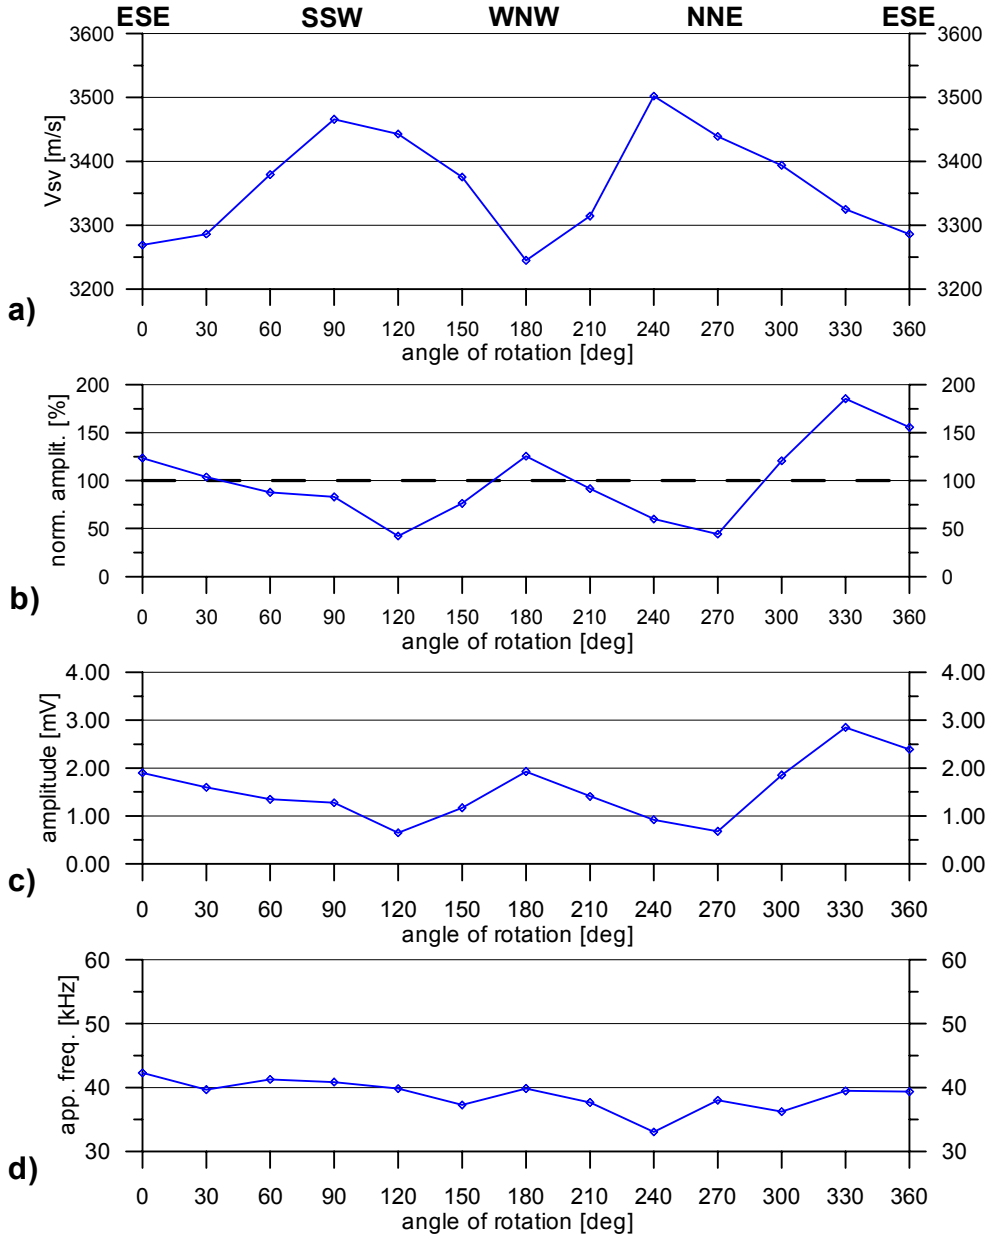 ESE SSW WNW NNE ESE
3600 3600
3500 3500
3400 3400
3300 3300
3200 3200
Vsv [m/s]
a)
0 30 60 90 120 150 180 210 240 270 300 330 360
angle of rotation [deg]
200 200
150 150
100 100
50 50
0 0
norm. amplit. [%]
b)
0 30 60 90 120 150 180 210 240 270 300 330 360
angle of rotation [deg]
4.00 4.00
3.00 3.00
2.00 2.00
1.00 1.00
0.00 0.00
amplitude [mV]
c)
0 30 60 90 120 150 180 210 240 270 300 330 360
angle of rotation [deg]
60 60
50 50
40 40
30 30
app. freq. [kHz]
d)
0 30 60 90 120 150 180 210 240 270 300 330 360
angle of rotation [deg]